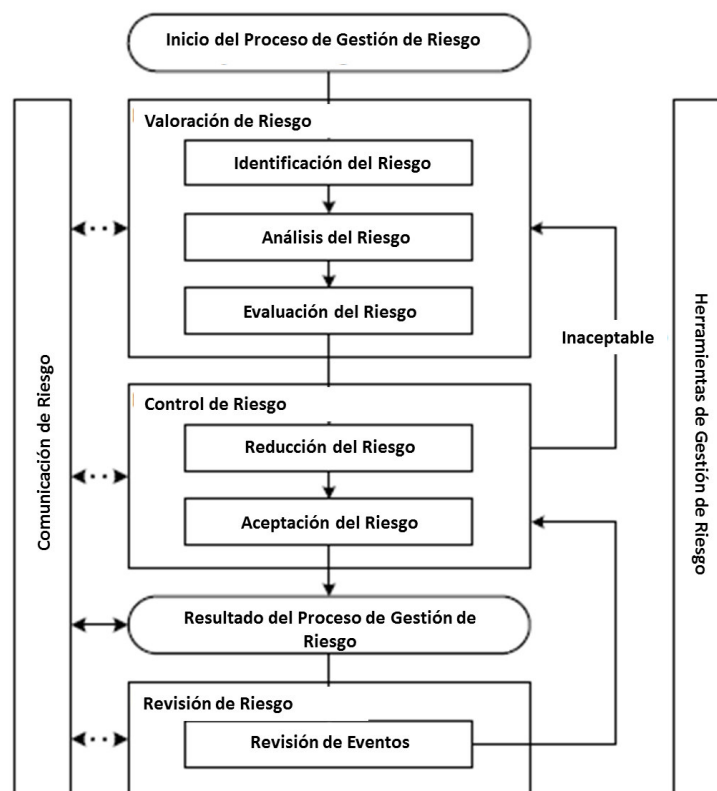 Inicio del Proceso de Gestión de Riesgo
Valoración de Riesgo
Identificación del Riesgo
Análisis del Riesgo
Evaluación del Riesgo
Inaceptable
Control de Riesgo
Reducción del Riesgo
Aceptación del Riesgo
Resultado del Proceso de Gestión de
Riesgo
Revisión de Riesgo
Revisión de Eventos
Comunicación de Riesgo
Herramientas de Gestión de Riesgo